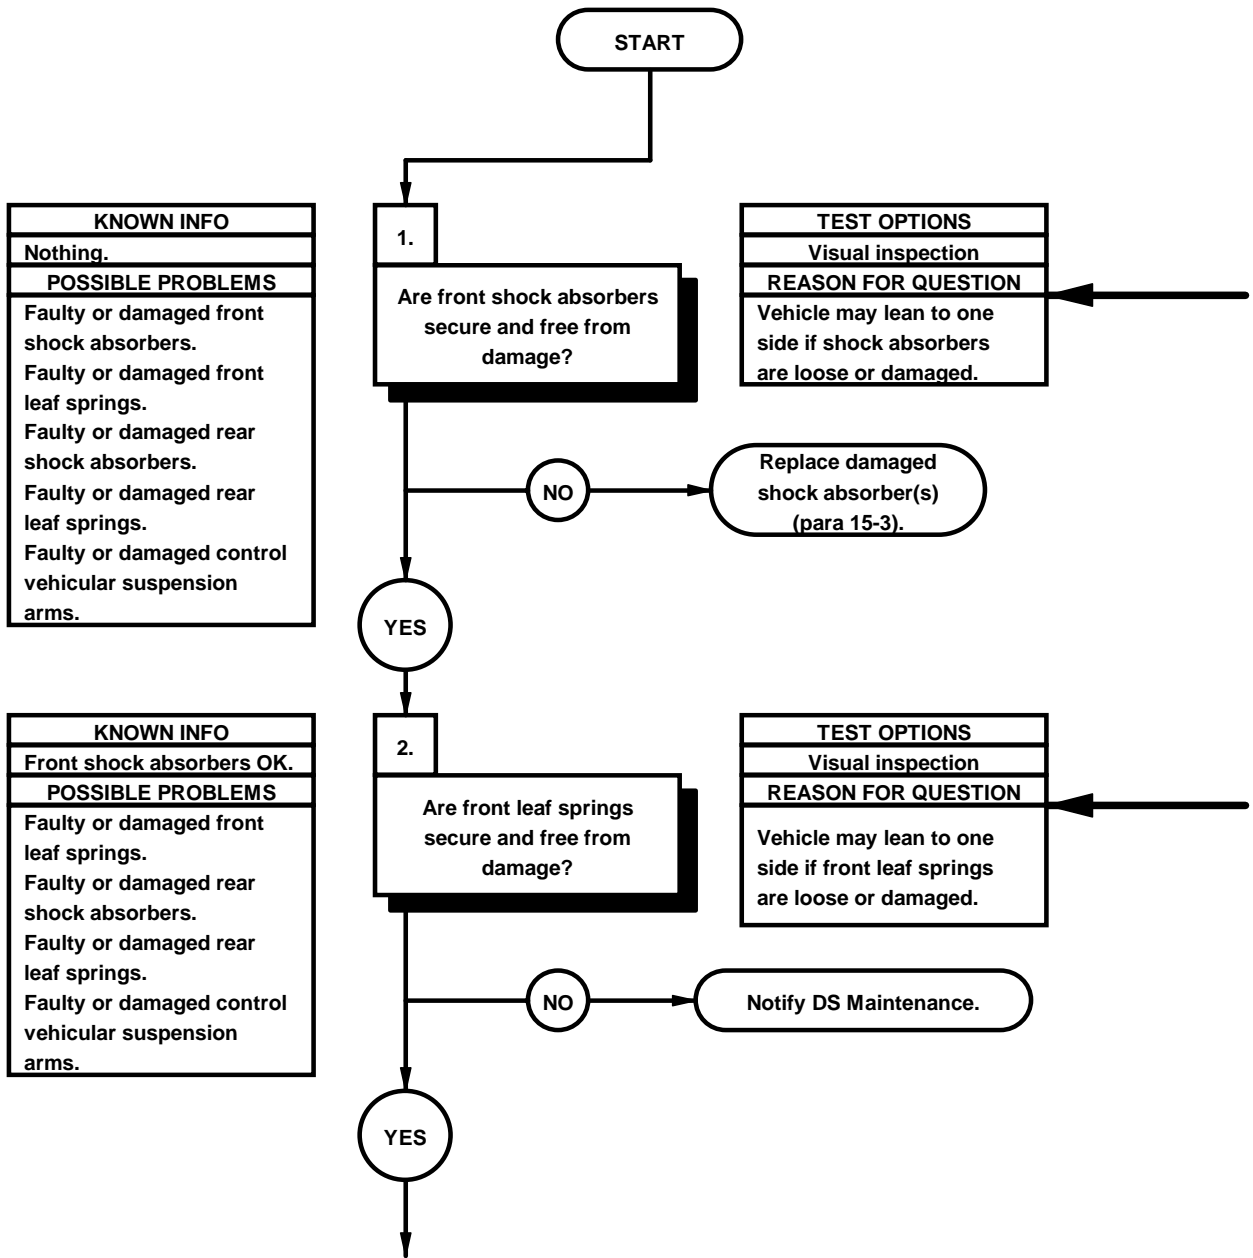 START
KNOWN INFO
Nothing.
POSSIBLE PROBLEMS
Faulty or damaged front
shock absorbers.
Faulty or damaged front
leaf springs.
Faulty or damaged rear
shock absorbers.
Faulty or damaged rear
leaf springs.
Faulty or damaged control
vehicular suspension
arms.
1.
Are front shock absorbers
secure and free from
damage?
TEST OPTIONS
Visual inspection
REASON FOR QUESTION
Vehicle may lean to one
side if shock absorbers
are loose or damaged.
NO
Replace damaged
shock absorber(s)
(para 15-3).
YES
KNOWN INFO
Front shock absorbers OK.
POSSIBLE PROBLEMS
Faulty or damaged front
leaf springs.
Faulty or damaged rear
shock absorbers.
Faulty or damaged rear
leaf springs.
Faulty or damaged control
vehicular suspension
arms.
2.
Are front leaf springs
secure and free from
damage?
TEST OPTIONS
Visual inspection
REASON FOR QUESTION
Vehicle may lean to one
side if front leaf springs
are loose or damaged.
NO
Notify DS Maintenance.
YES